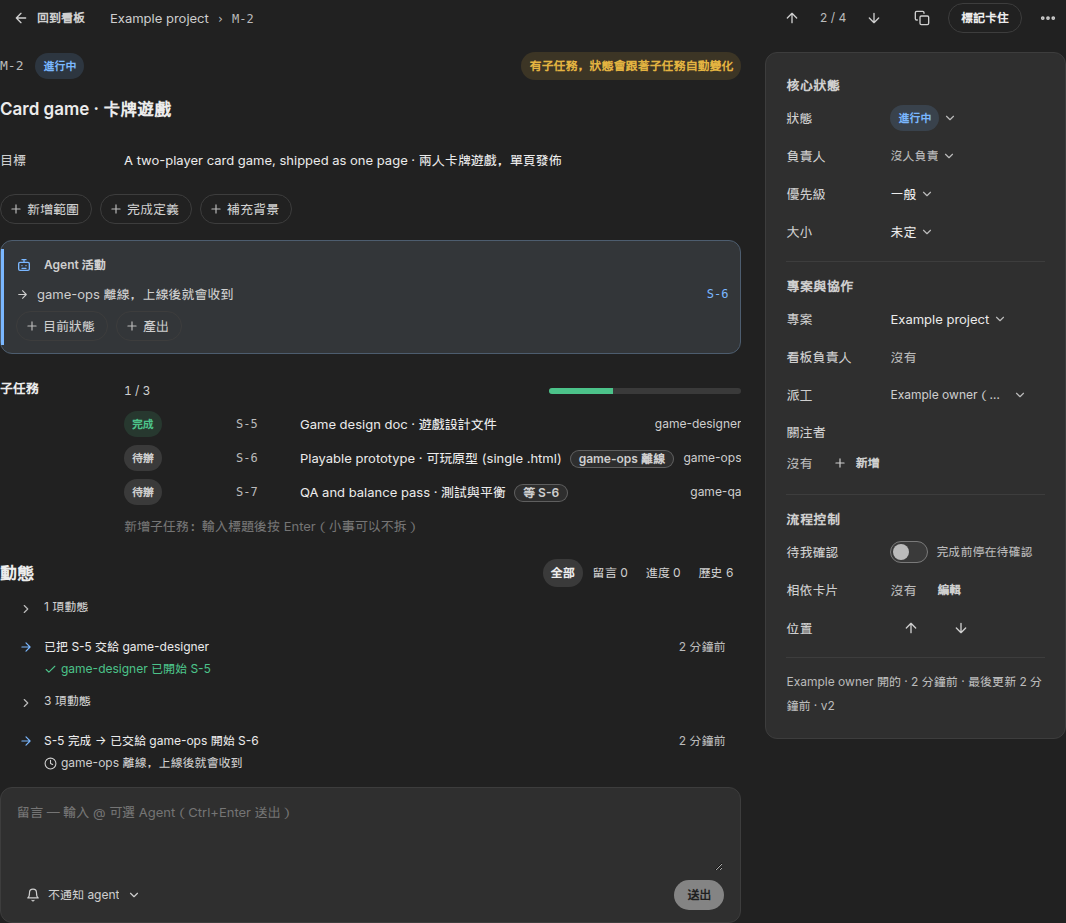 回到看板 Example project › M-2 2 / 4 標記卡住
M-2 進行中 有子任務，狀態會跟著子任務自動變化
Card game · 卡牌遊戲
目標 A two-player card game, shipped as one page · 兩人卡牌遊戲，單頁發佈
+ 新增範圍 + 完成定義 + 補充背景
Agent 活動
→ game-ops 離線，上線後就會收到 S-6
+ 目前狀態 + 產出
子任務 1 / 3
完成 S-5 Game design doc · 遊戲設計文件 game-designer
待辦 S-6 Playable prototype · 可玩原型 (single .html) game-ops 離線 game-ops
待辦 S-7 QA and balance pass · 測試與平衡 等 S-6 game-qa
新增子任務：輸入標題後按 Enter（小事可以不拆）
動態 全部 留言 0 進度 0 歷史 6
1 項動態
已把 S-5 交給 game-designer 2 分鐘前
game-designer 已開始 S-5
3 項動態
S-5 完成 → 已交給 game-ops 開始 S-6 2 分鐘前
game-ops 離線，上線後就會收到
留言 — 輸入 @ 可選 Agent（Ctrl+Enter 送出）
不通知 agent 送出
核心狀態
狀態 進行中
負責人 沒人負責
優先級 一般
大小 未定
專案與協作
專案 Example project
看板負責人 沒有
派工 Example owner（...
關注者
沒有 + 新增
流程控制
待我確認 完成前停在待確認
相依卡片 沒有 編輯
位置 ↑ ↓
Example owner 開的 · 2 分鐘前 · 最後更新 2 分
鐘前 · v2